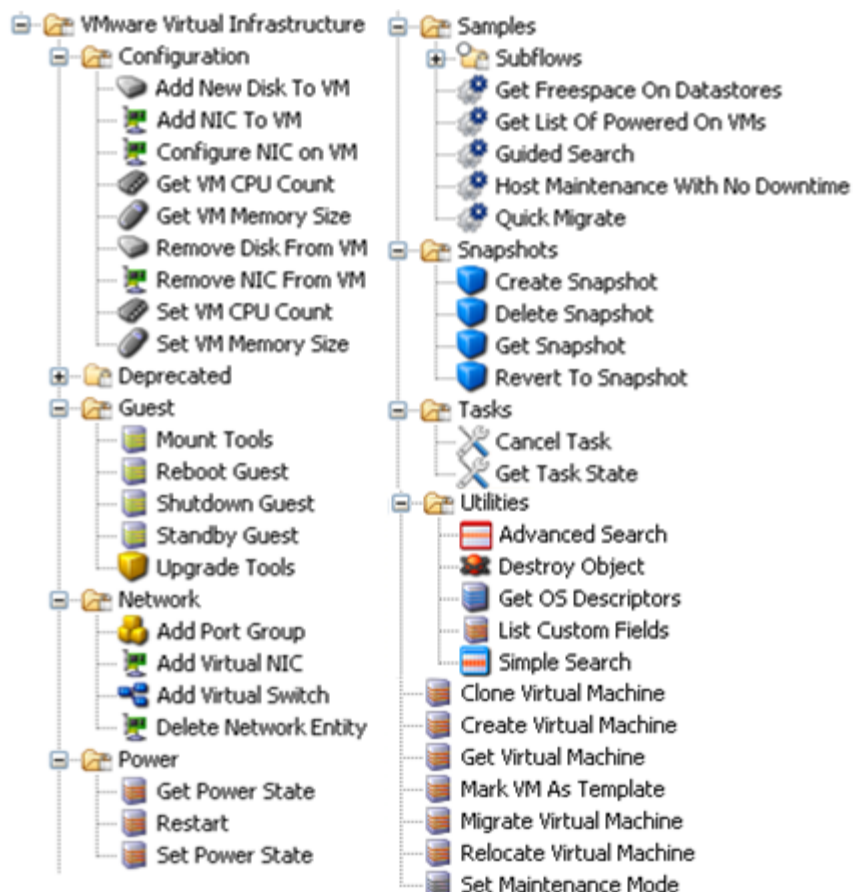 VMware Virtual Infrastructure
Configuration
Add New Disk To VM
Add NIC To VM
Configure NIC on VM
Get VM CPU Count
Get VM Memory Size
Remove Disk From VM
Remove NIC From VM
Set VM CPU Count
Set VM Memory Size
Deprecated
Guest
Mount Tools
Reboot Guest
Shutdown Guest
Standby Guest
Upgrade Tools
Network
Add Port Group
Add Virtual NIC
Add Virtual Switch
Delete Network Entity
Power
Get Power State
Restart
Set Power State
Samples
Subflows
Get Freespace On Datastores
Get List Of Powered On VMs
Guided Search
Host Maintenance With No Downtime
Quick Migrate
Snapshots
Create Snapshot
Delete Snapshot
Get Snapshot
Revert To Snapshot
Tasks
Cancel Task
Get Task State
Utilities
Advanced Search
Destroy Object
Get OS Descriptors
List Custom Fields
Simple Search
Clone Virtual Machine
Create Virtual Machine
Get Virtual Machine
Mark VM As Template
Migrate Virtual Machine
Relocate Virtual Machine
Set Maintenance Mode